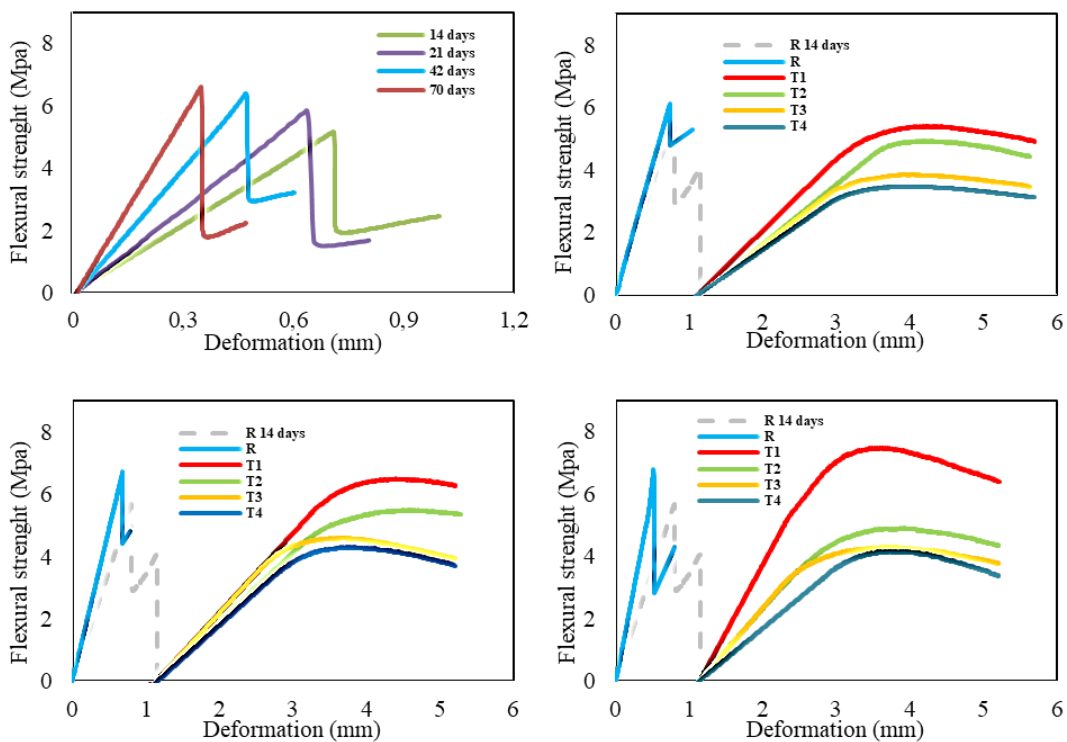 8
6
4
2
0
Flexural strenght (Mpa)
14 days
21 days
42 days
70 days
0
0,3
0,6
0,9
1,2
Deformation (mm)
8
6
4
2
0
Flexural strenght (Mpa)
R 14 days
R
T1
T2
T3
T4
0
1
2
3
4
5
6
Deformation (mm)
8
6
4
2
0
Flexural strenght (Mpa)
R 14 days
R
T1
T2
T3
T4
0
1
2
3
4
5
6
Deformation (mm)
8
6
4
2
0
Flexural strenght (Mpa)
R 14 days
R
T1
T2
T3
T4
0
1
2
3
4
5
6
Deformation (mm)